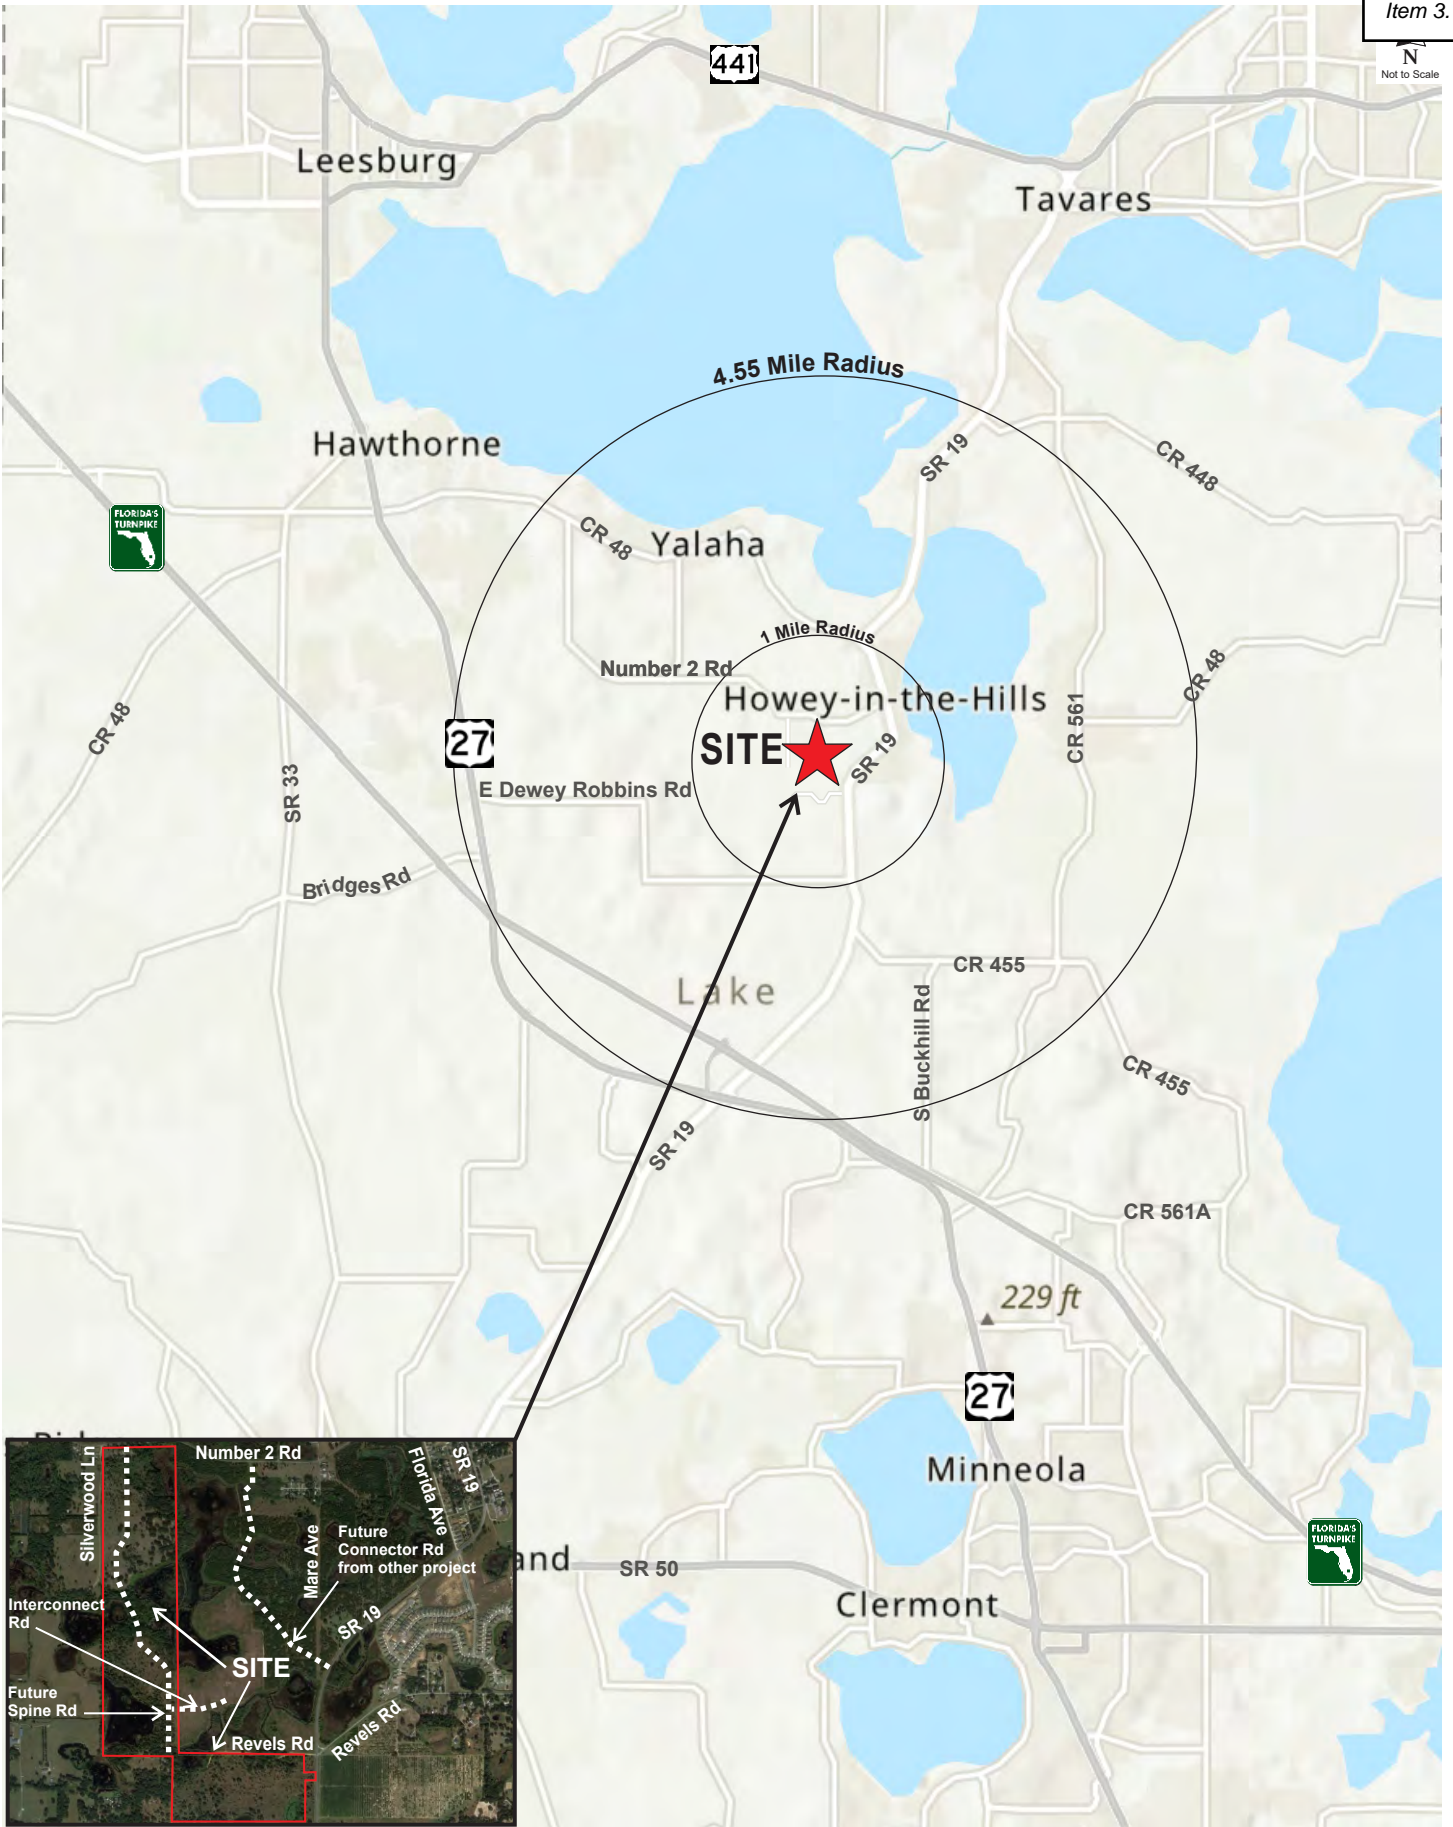 Item 3.
N
Not to Scale
441
Leesburg
Tavares
4.55 Mile Radius
Hawthorne
SR 19
CR 448
FLORIDA'S
TURNPIKE
CR 48
Yalaha
1 Mile Radius
Number 2 Rd
Howey-in-the-Hills
CR 48
CR 48
CR 561
27
SITE
SR 19
SR 33
E Dewey Robbins Rd
Bridges Rd
CR 455
Lake
S Buckhill Rd
CR 455
SR 19
CR 561A
229 ft
27
Minneola
FLORIDA'S
TURNPIKE
and
SR 50
Clermont
Silverwood Ln
Number 2 Rd
Florida Ave
SR 19
Mare Ave
Future
Connector Rd
from other project
Interconnect
Rd
SR 19
SITE
Future
Spine Rd
Revels Rd
Revels Rd